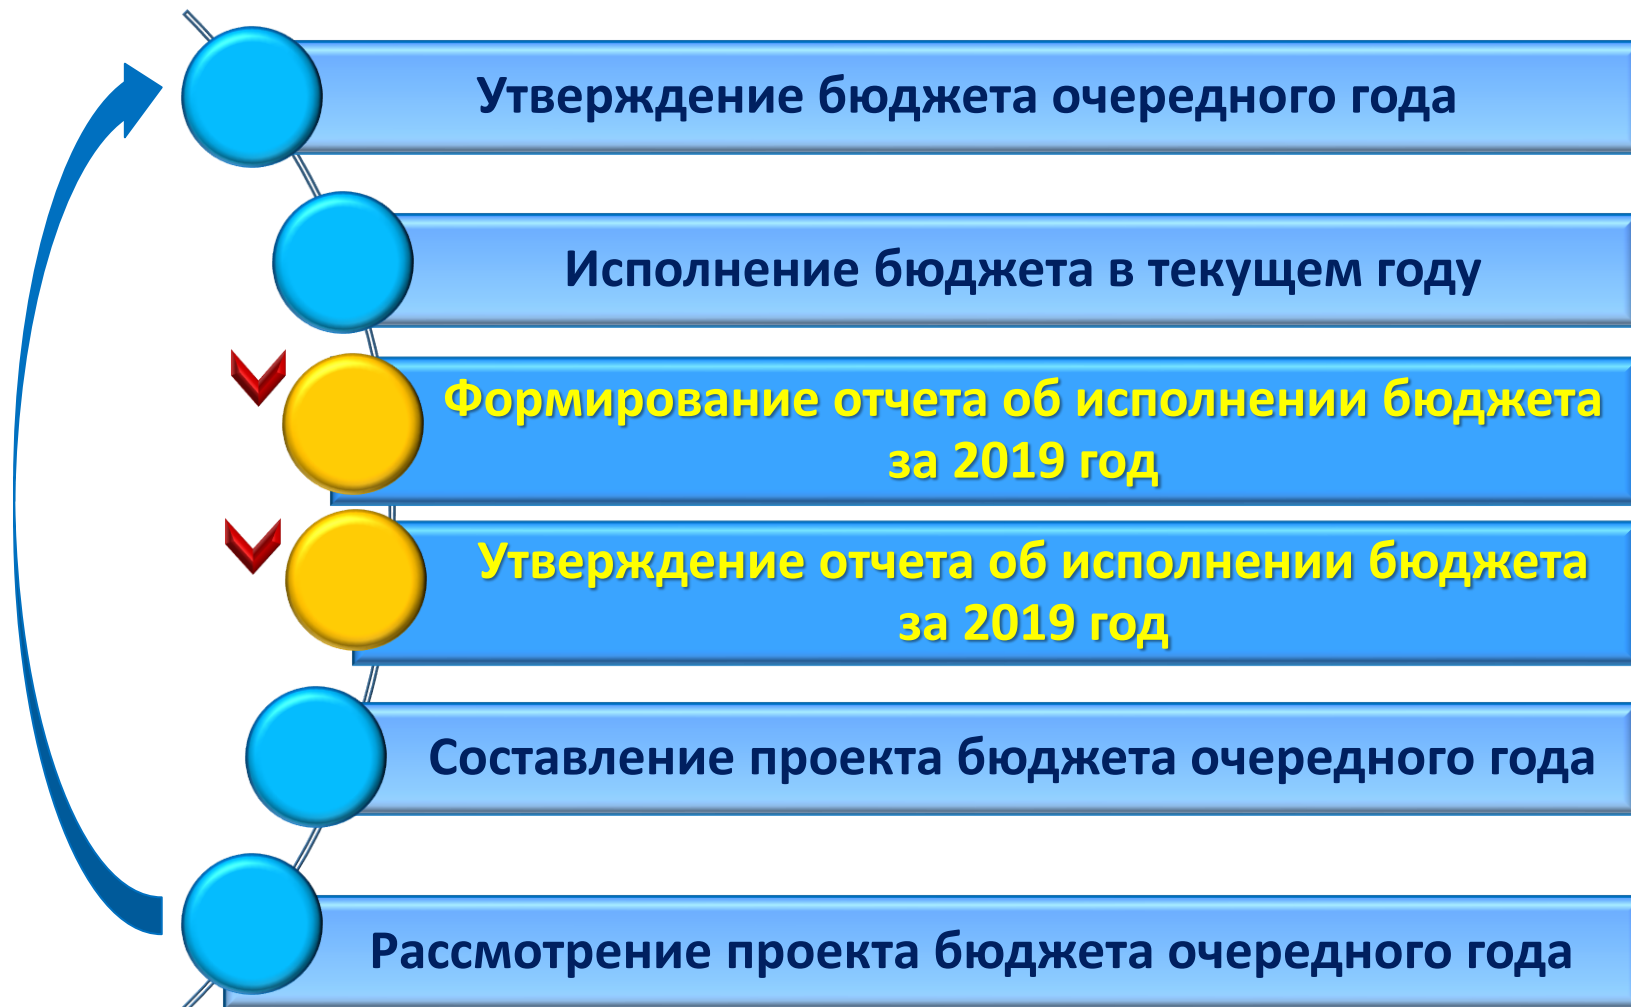 Утверждение бюджета очередного года
Исполнение бюджета в текущем году
Формирование отчета об исполнении бюджета
за 2019 год
Утверждение отчета об исполнении бюджета
за 2019 год
Составление проекта бюджета очередного года
Рассмотрение проекта бюджета очередного года